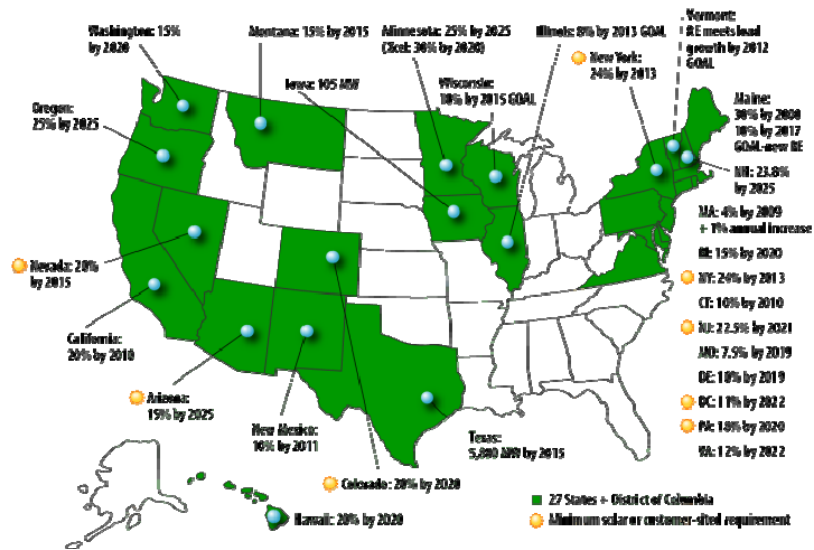 Washington: 15%
by 2020
Montana: 15% by 2015
Minnesota: 25% by 2025
(Xcel: 30% by 2020)
Illinois: 8% by 2013 GOAL
Vermont:
RE meets load
growth by 2012
GOAL
New York:
24% by 2013
Iowa: 105 MW
Wisconsin:
10% by 2015 GOAL
Oregon:
25% by 2025
Maine:
30% by 2000
10% by 2017
GOAL-new RE
NH: 23.8%
by 2025
MA: 4% by 2009
+ 1% annual increase
RI: 15% by 2020
NY: 24% by 2013
CT: 10% by 2010
NJ: 22.5% by 2021
MD: 7.5% by 2019
DE: 10% by 2019
DC: 11% by 2022
PA: 18% by 2020
VA: 12% by 2022
Nevada: 20%
by 2015
California:
20% by 2010
Arizona:
15% by 2025
New Mexico:
10% by 2011
Texas:
5,880 MW by 2015
Colorado: 20% by 2020
Hawaii: 20% by 2020
27 States + District of Columbia
Minimum solar or customer-sited requirement